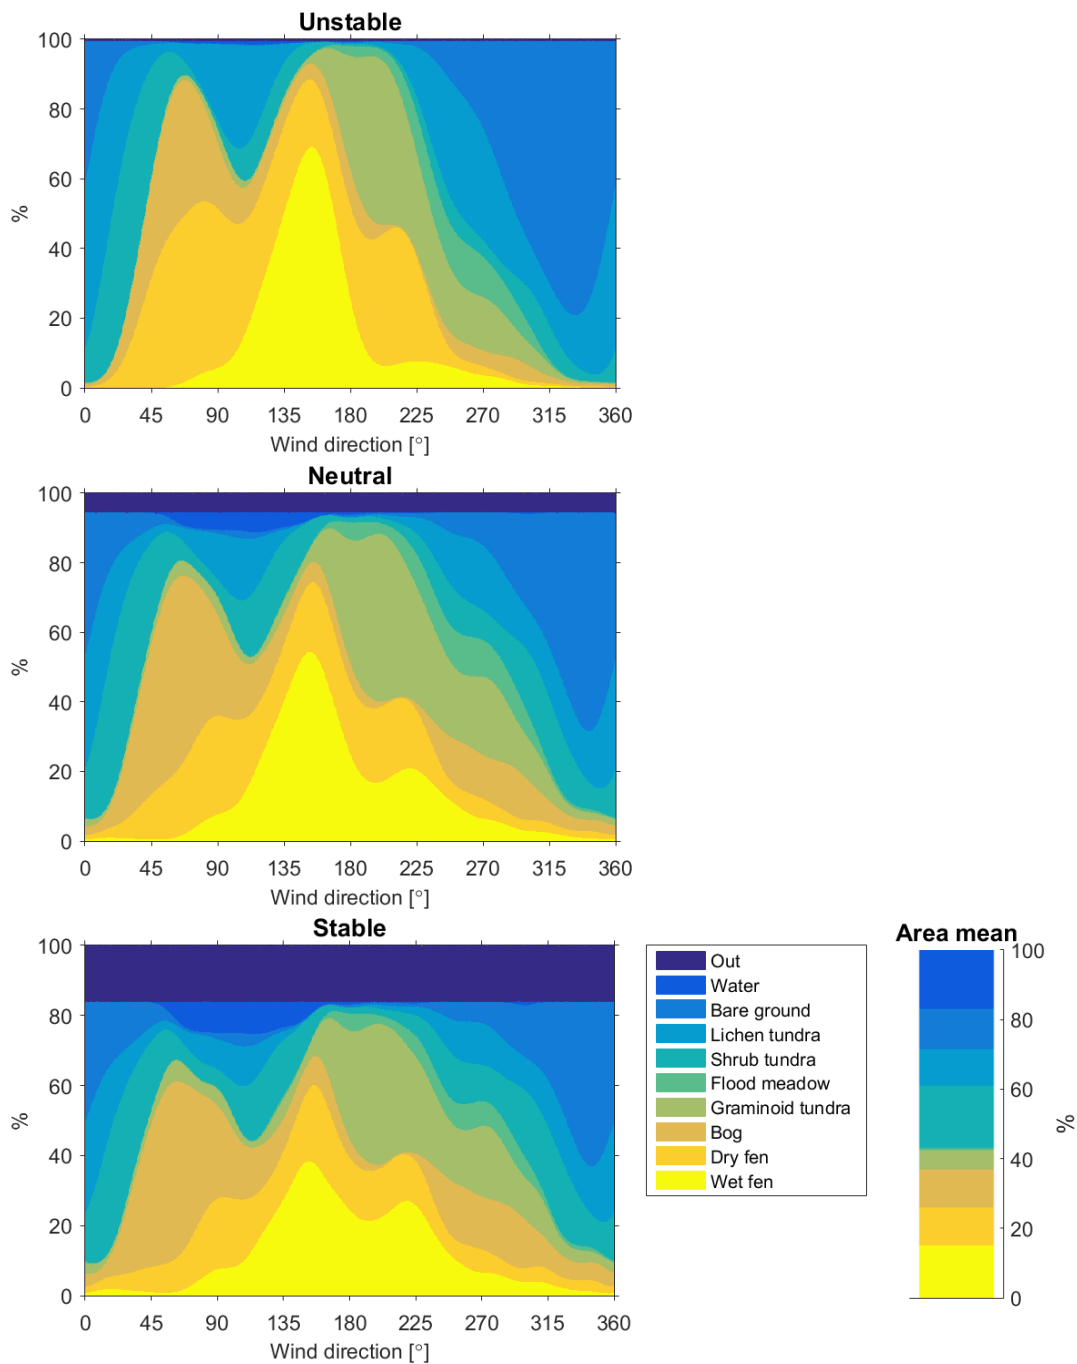 Unstable
100
80
60
40
20
0
%
0 45 90 135 180 225 270 315 360
Wind direction [°]
Neutral
100
80
60
40
20
0
%
0 45 90 135 180 225 270 315 360
Wind direction [°]
Stable
100
80
60
40
20
0
%
0 45 90 135 180 225 270 315 360
Wind direction [°]
Out
Water
Bare ground
Lichen tundra
Shrub tundra
Flood meadow
Graminoid tundra
Bog
Dry fen
Wet fen
Area mean
100
80
60
40
20
0
%